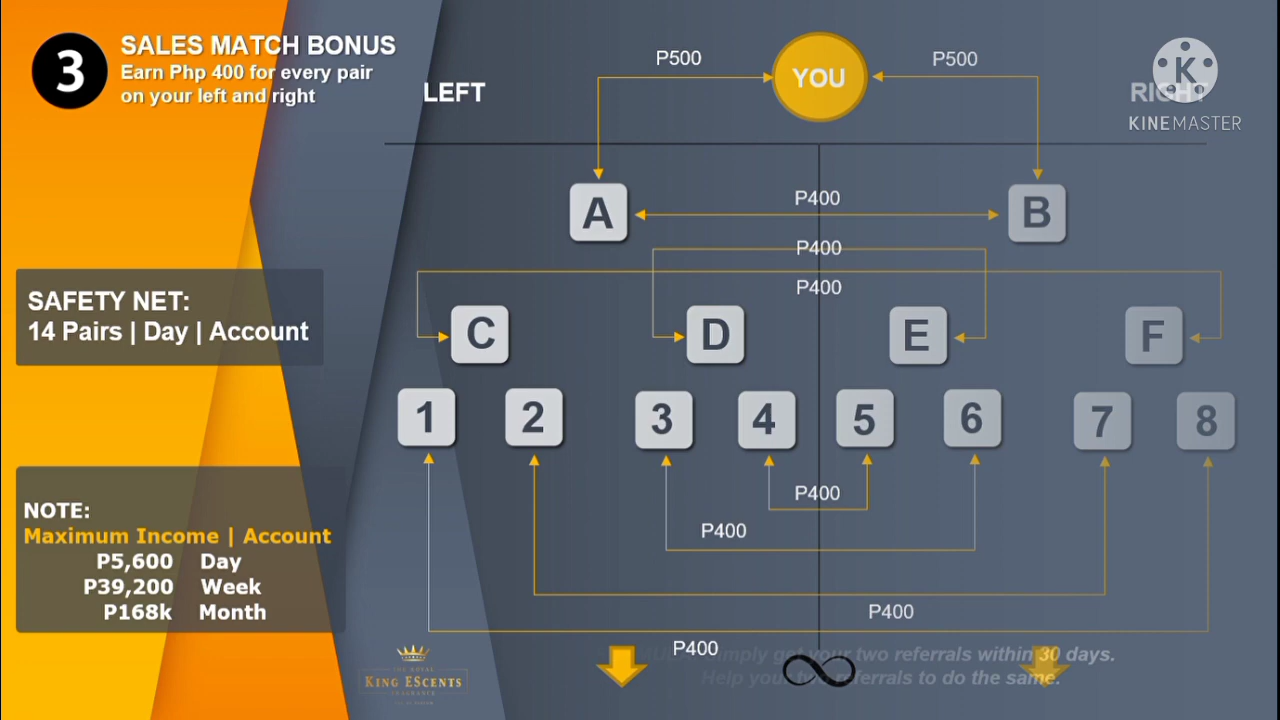 3
SALES MATCH BONUS
Earn Php 400 for every pair
on your left and right
LEFT
P500
YOU
P500
RIGHT
K
KINEMASTER
A
P400
B
P400
P400
C
D
E
F
SAFETY NET:
14 Pairs | Day | Account
1
2
3
4
5
6
7
8
P400
P400
P400
P400
NOTE:
Maximum Income | Account
P5,600 Day
P39,200 Week
P168k Month
KING ESCENTS
Simply get your two referrals within 30 days.
Help your two referrals to do the same.